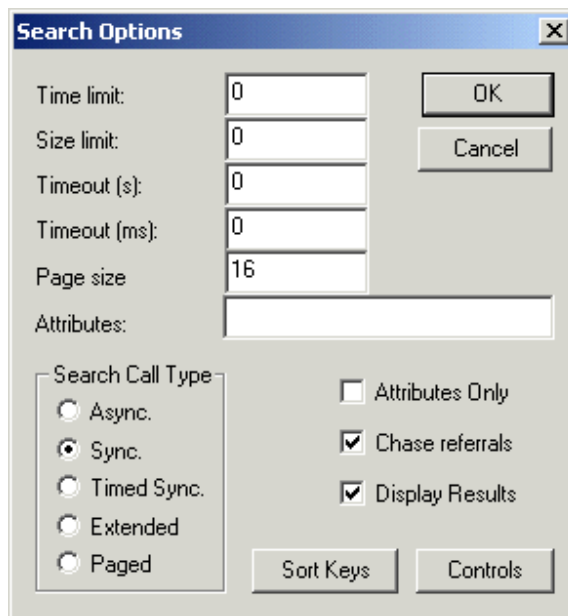 Search Options
Time limit: 0 OK
Size limit: 0 Cancel
Timeout (s): 0
Timeout (ms): 0
Page size 16
Attributes:
Search Call Type
Async.
Sync.
Timed Sync.
Extended
Paged
Attributes Only
Chase referrals
Display Results
Sort Keys Controls